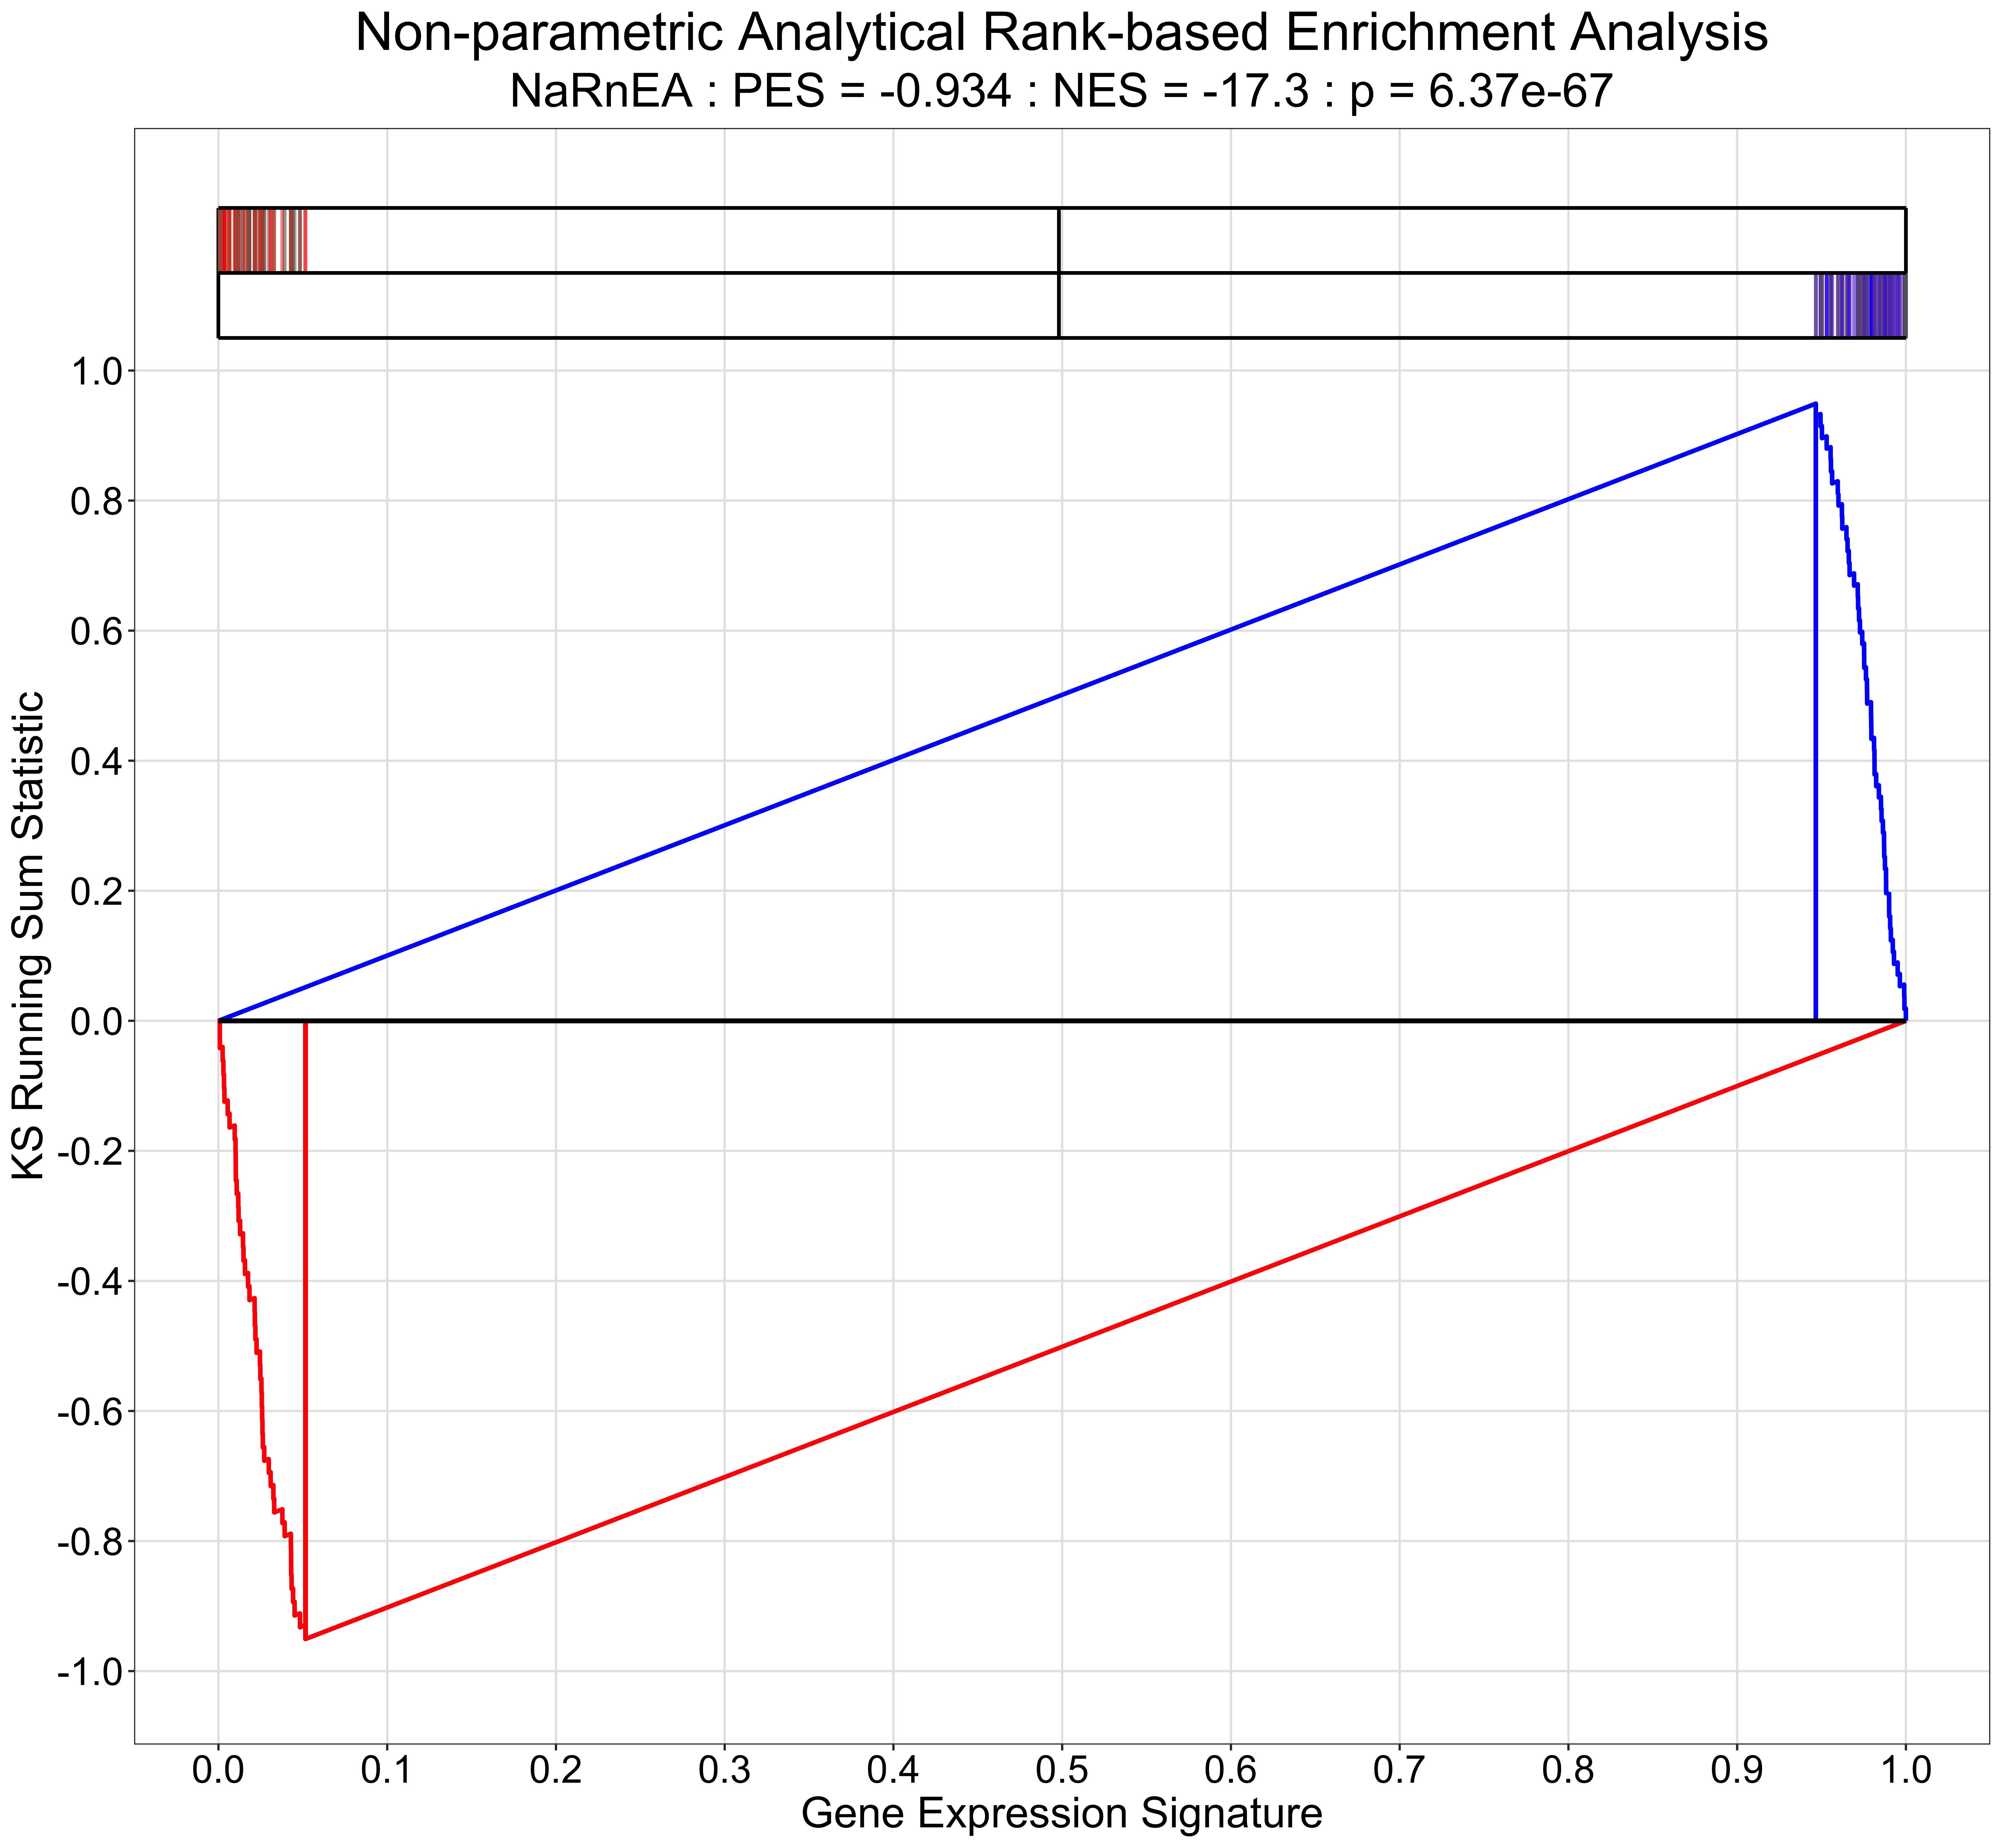 Non-parametric Analytical Rank-based Enrichment Analysis
NaRnEA : PES = -0.934 : NES = -17.3 : p = 6.37e-67
KS Running Sum Statistic
1.0
0.8
0.6
0.4
0.2
0.0
-0.2
-0.4
-0.6
-0.8
-1.0
0.0 0.1 0.2 0.3 0.4 0.5 0.6 0.7 0.8 0.9 1.0
Gene Expression Signature